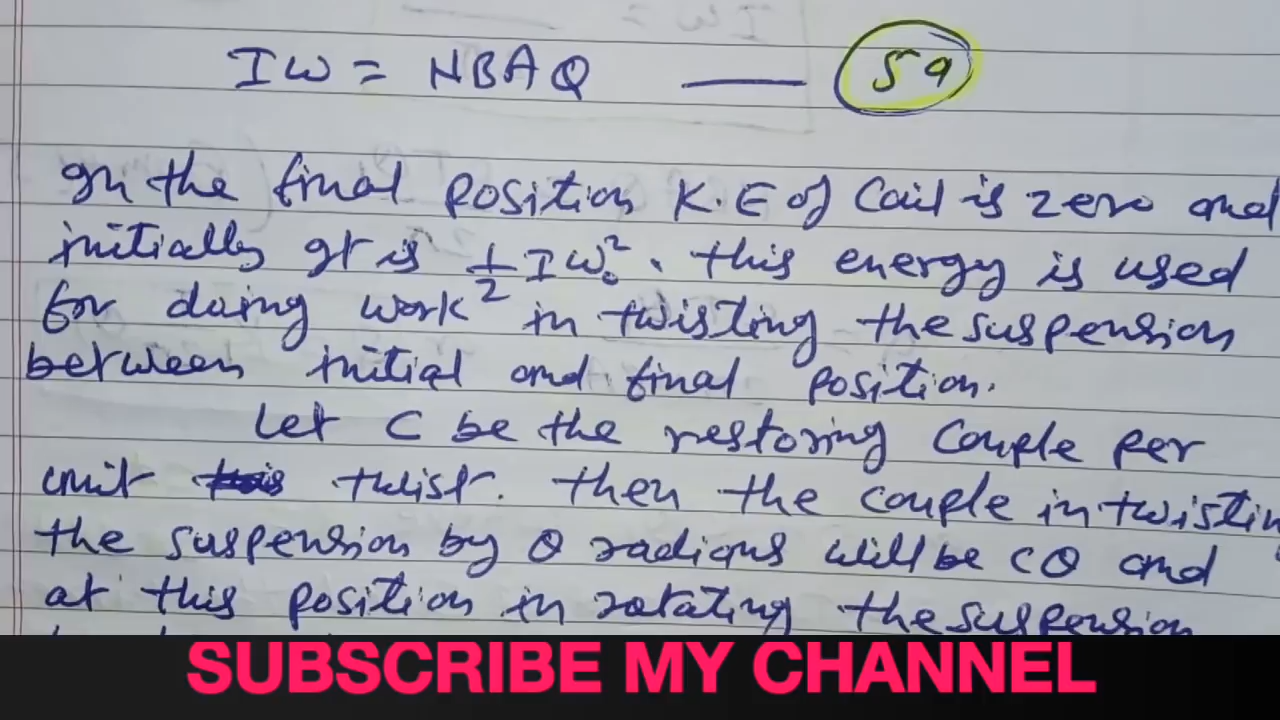 Iω = NBAQ — 59
In the final position K.E of Coil is zero and
initially It is 1/2 Iω₀². this energy is used
for doing work in twisting the suspension
between initial and final position.
Let C be the restoring Couple per
unit twist. then the couple in twistin
the suspension by θ radians will be cθ and
at this position in rotating the suspension
SUBSCRIBE MY CHANNEL